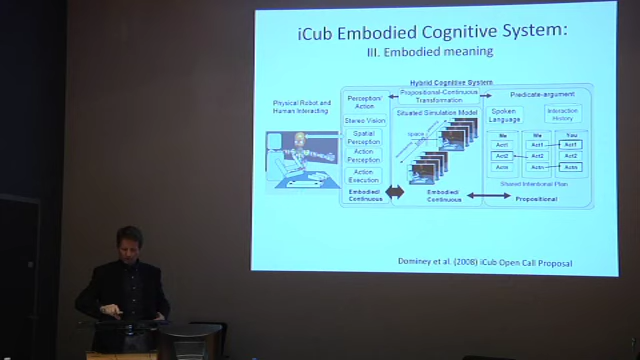 iCub Embodied Cognitive System:
III. Embodied meaning
Hybrid Cognitive System
Physical Robot and
Human Interacting
Perception/
Action
Stereo Vision
Spatial
Perception
Action
Perception
Action
Execution
Embodied/
Continuous
Propositional-Continuous
Transformation
Situated Simulation Model
space
Embodied/
Continuous
Predicate-argument
Spoken
Language
Interaction
History
Me
Act1
Act2
Actn
Me
You
Act1
Act1
Act2
Act2
Actn
Actn
Shared Intentional Plan
Propositional
Dominey et al. (2008) iCub Open Call Proposal